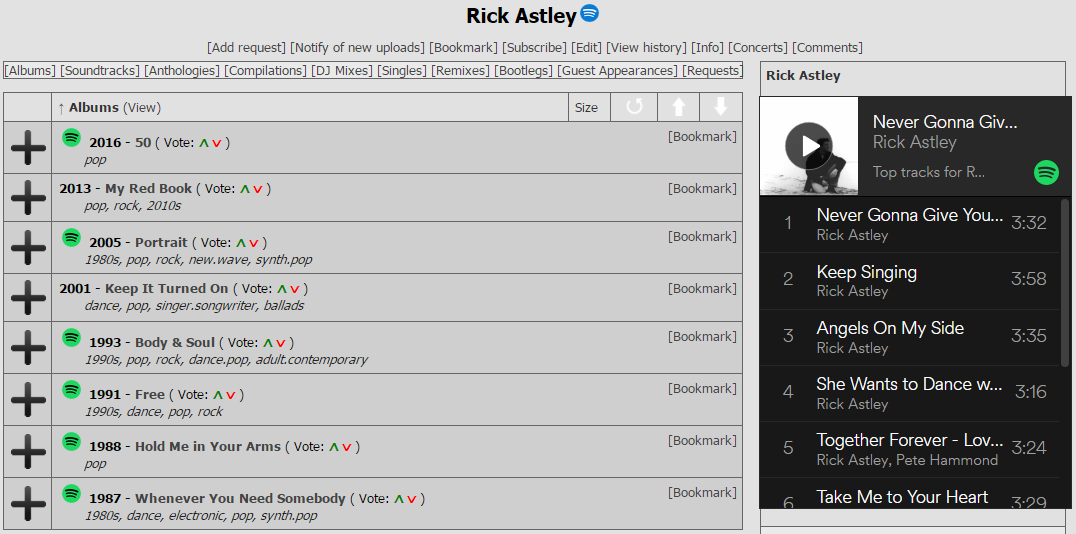 Rick Astley
[Add request] [Notify of new uploads] [Bookmark] [Subscribe] [Edit] [View history] [Info] [Concerts] [Comments]
[Albums] [Soundtracks] [Anthologies] [Compilations] [DJ Mixes] [Singles] [Remixes] [Bootlegs] [Guest Appearances] [Requests]
↑ Albums (View) Size
2016 - 50 ( Vote: ᐱ ᐯ ) [Bookmark]
pop
2013 - My Red Book ( Vote: ᐱ ᐯ ) [Bookmark]
pop, rock, 2010s
2005 - Portrait ( Vote: ᐱ ᐯ ) [Bookmark]
1980s, pop, rock, new.wave, synth.pop
2001 - Keep It Turned On ( Vote: ᐱ ᐯ ) [Bookmark]
dance, pop, singer.songwriter, ballads
1993 - Body & Soul ( Vote: ᐱ ᐯ ) [Bookmark]
1990s, pop, rock, dance.pop, adult.contemporary
1991 - Free ( Vote: ᐱ ᐯ ) [Bookmark]
1990s, dance, pop, rock
1988 - Hold Me in Your Arms ( Vote: ᐱ ᐯ ) [Bookmark]
pop
1987 - Whenever You Need Somebody ( Vote: ᐱ ᐯ ) [Bookmark]
1980s, dance, electronic, pop, synth.pop
Rick Astley
Never Gonna Giv...
Rick Astley
Top tracks for R...
1 Never Gonna Give You... 3:32
Rick Astley
2 Keep Singing 3:58
Rick Astley
3 Angels On My Side 3:35
Rick Astley
4 She Wants to Dance w... 3:16
Rick Astley
5 Together Forever - Lov... 3:24
Rick Astley, Pete Hammond
6 Take Me to Your Heart 3:29